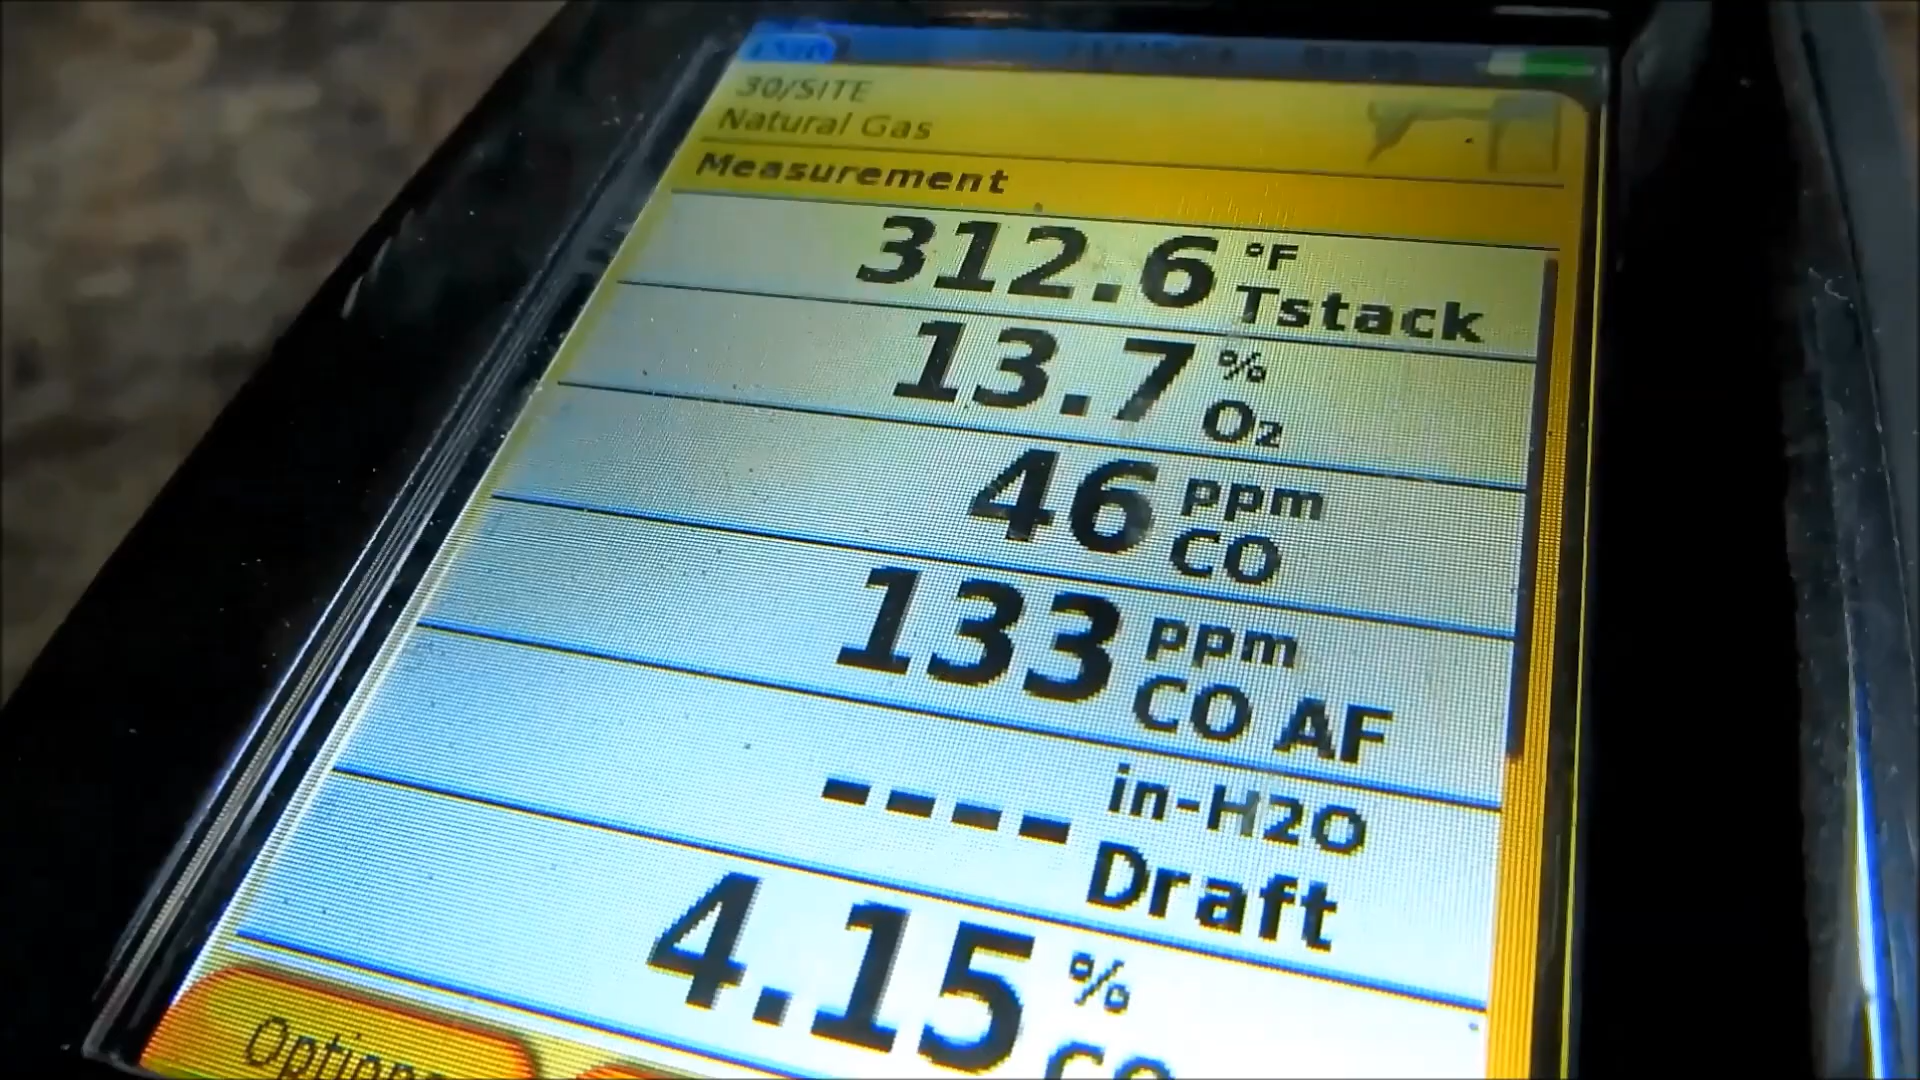 30/SITE
Natural Gas
Measurement
312.6 °F Tstack
13.7 % O₂
46 ppm CO
133 ppm CO AF
---- in-H2O Draft
4.15 %
Options